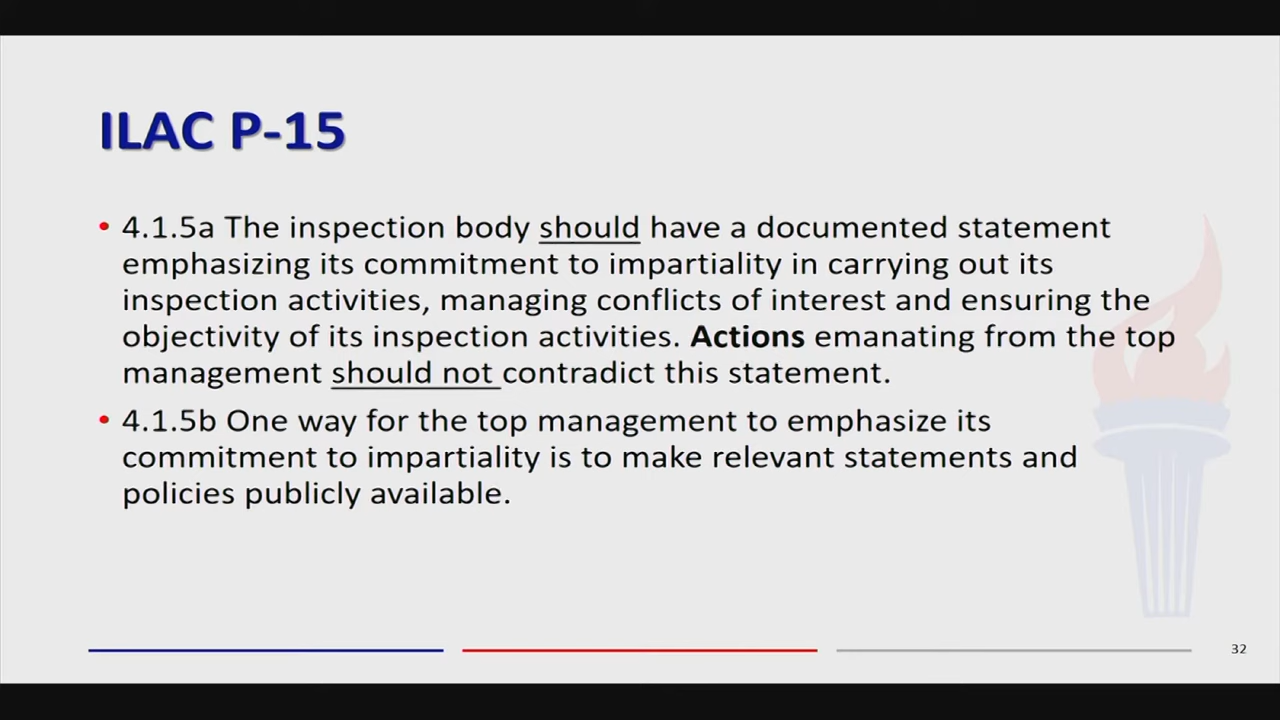 ILAC P-15
• 4.1.5a The inspection body should have a documented statement
emphasizing its commitment to impartiality in carrying out its
inspection activities, managing conflicts of interest and ensuring the
objectivity of its inspection activities. Actions emanating from the top
management should not contradict this statement.
• 4.1.5b One way for the top management to emphasize its
commitment to impartiality is to make relevant statements and
policies publicly available.
32